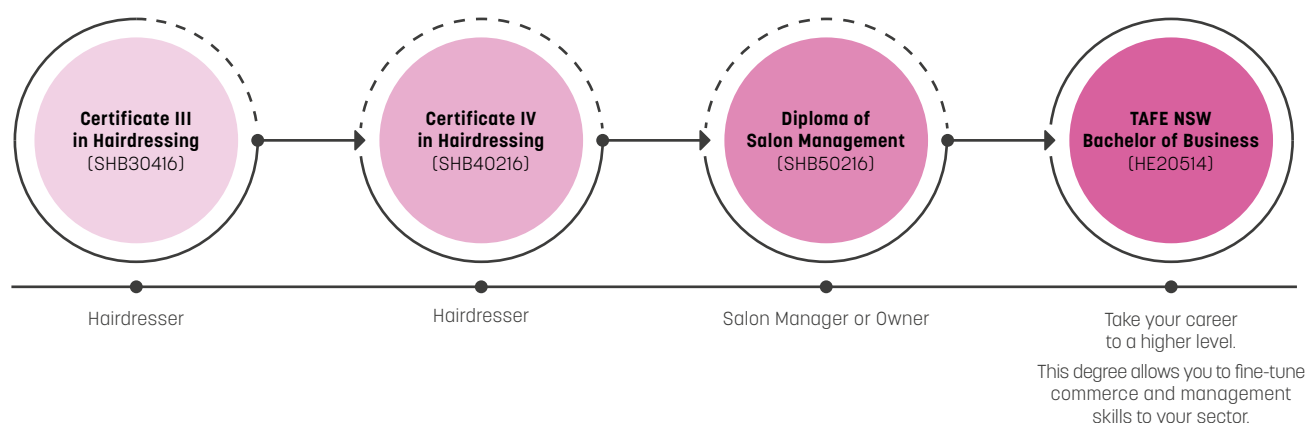 Certificate III
in Hairdressing
(SHB30416)
Certificate IV
in Hairdressing
(SHB40216)
Diploma of
Salon Management
(SHB50216)
TAFE NSW
Bachelor of Business
(HE20514)
Hairdresser
Hairdresser
Salon Manager or Owner
Take your career
to a higher level.
This degree allows you to fine-tune
commerce and management
skills to your sector.